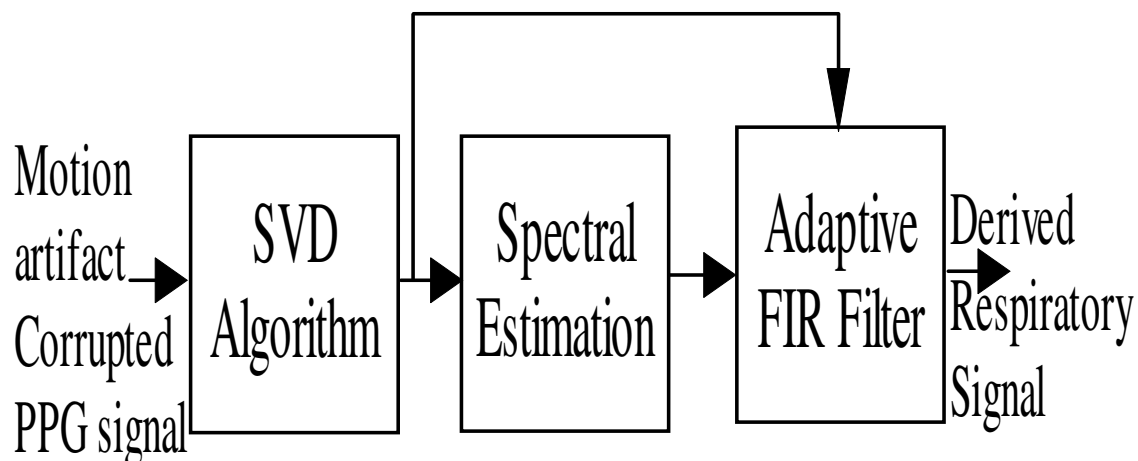 Motion
artifact
Corrupted
PPG signal
SVD
Algorithm
Spectral
Estimation
Adaptive
FIR Filter
Derived
Respiratory
Signal